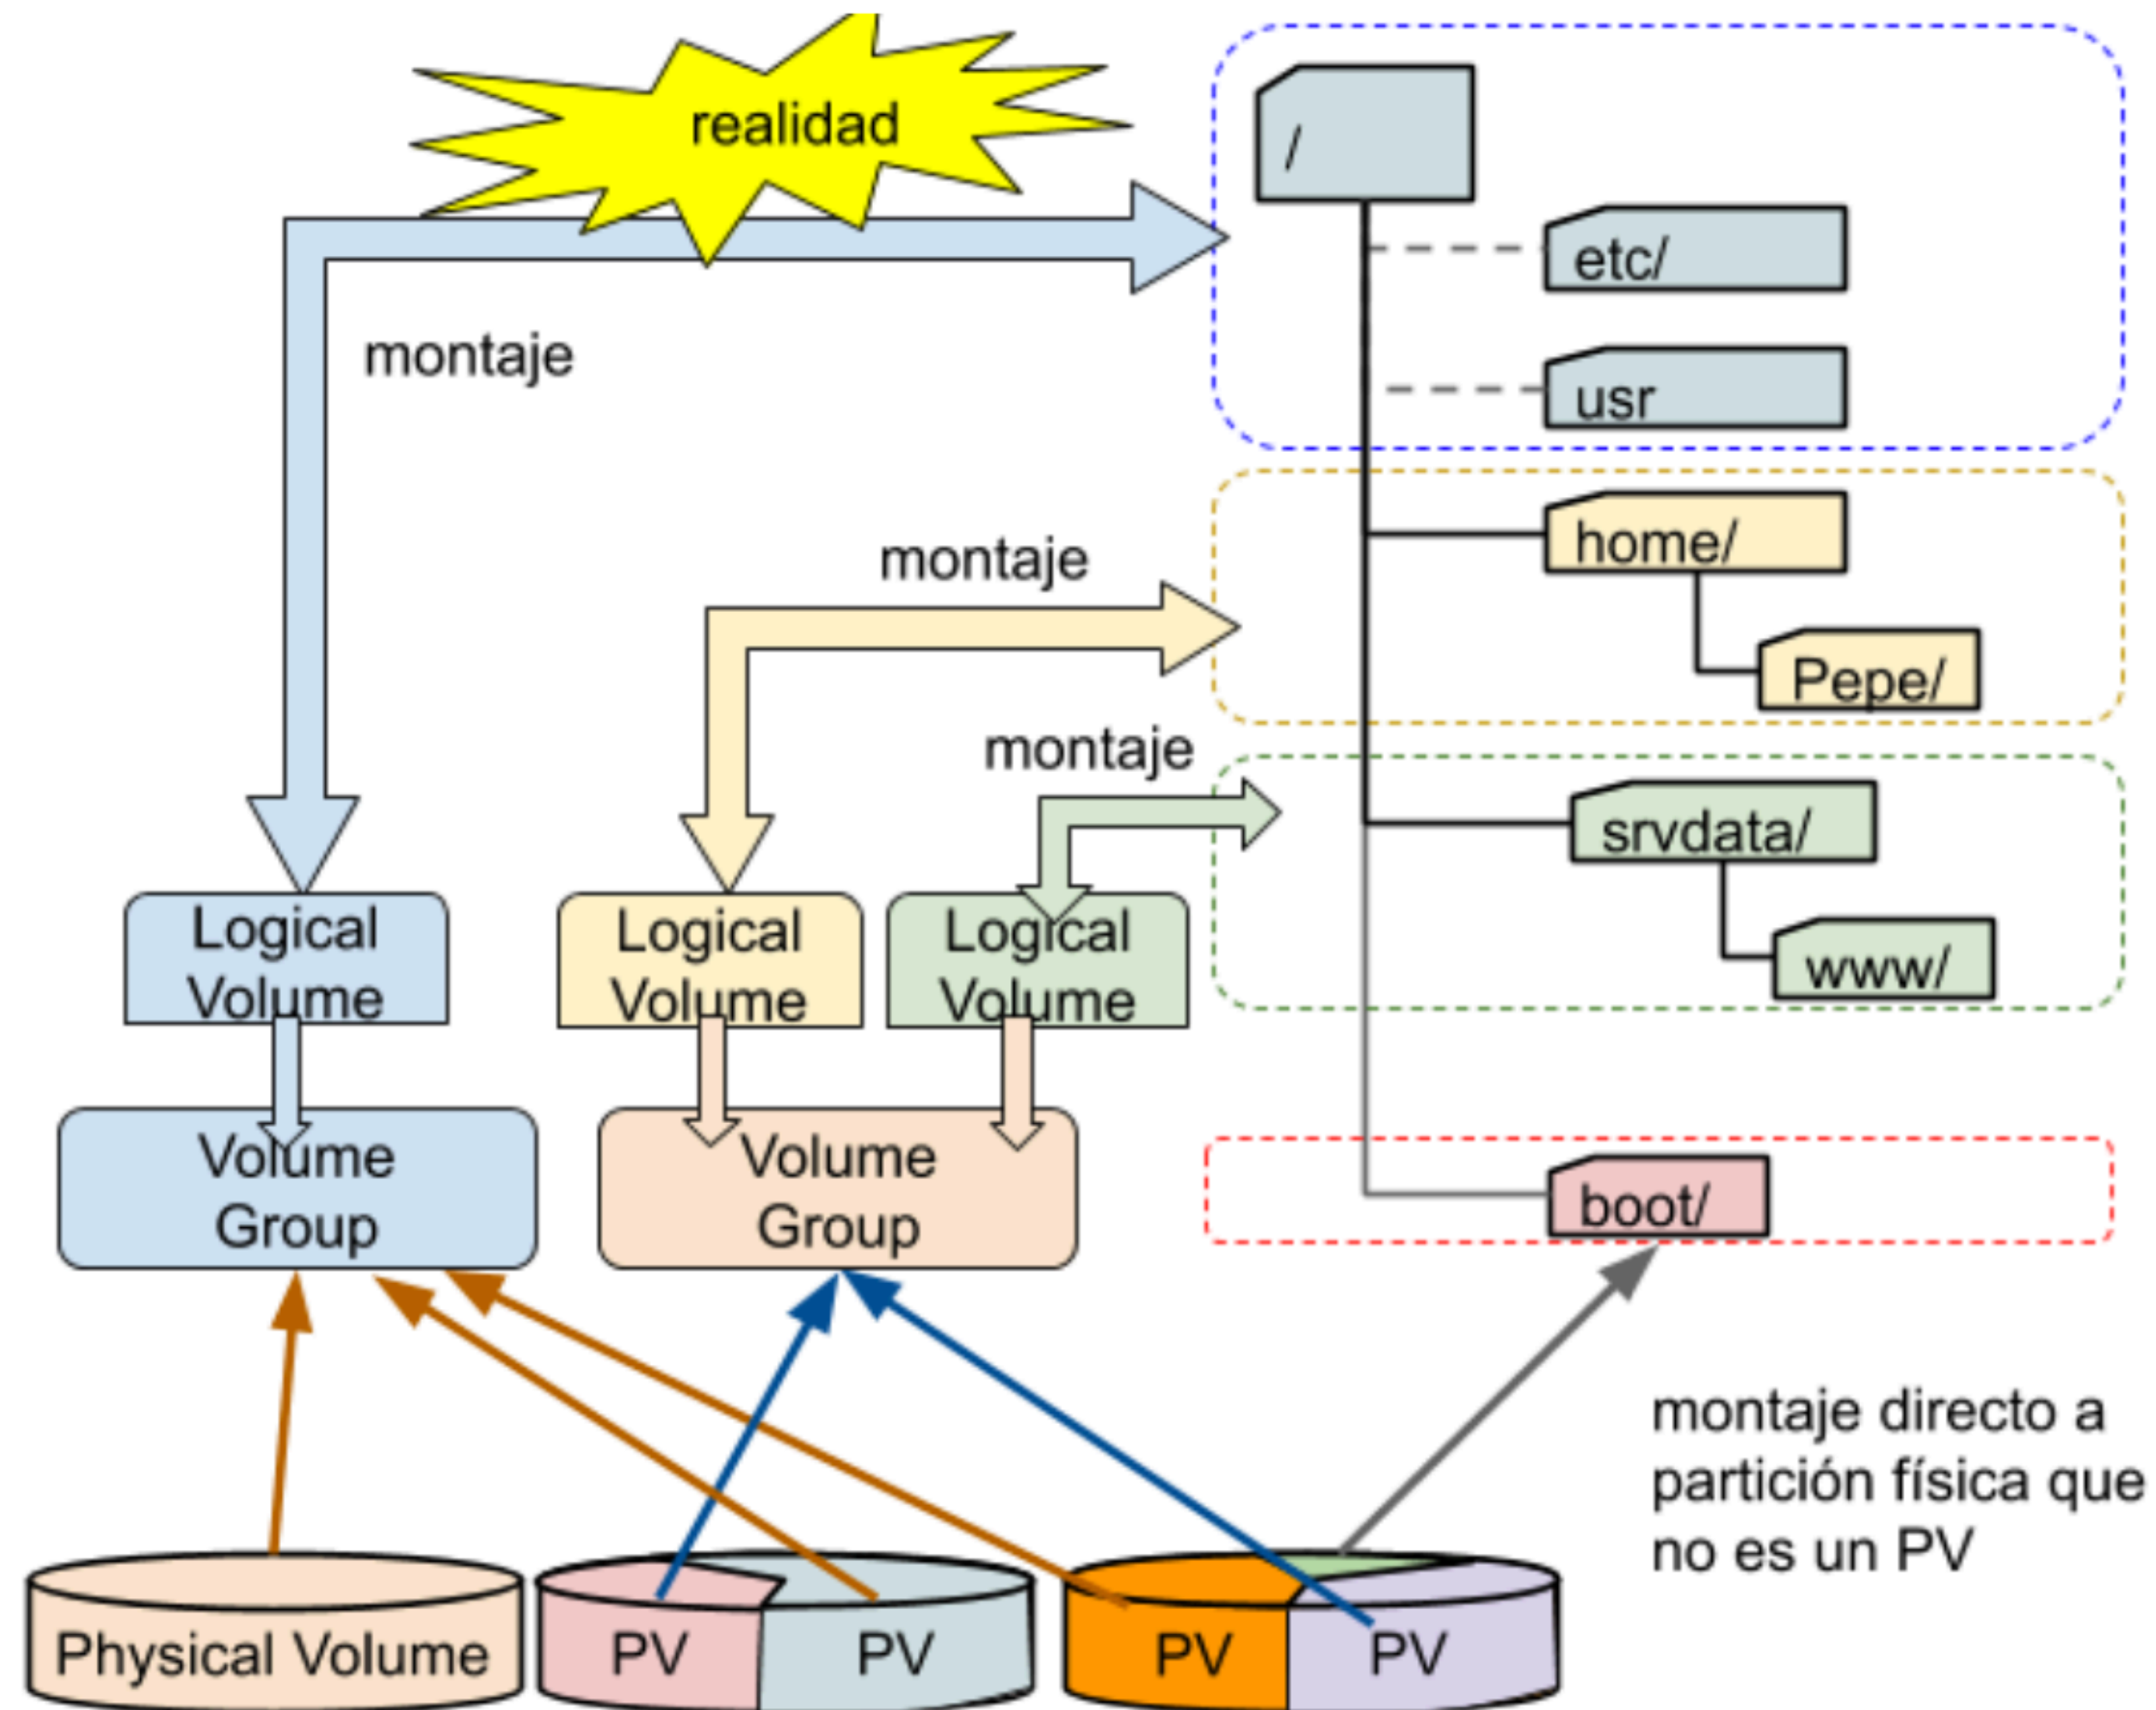 realidad
/
etc/
montaje
usr
montaje
home/
Pepe/
montaje
srvdata/
www/
Logical
Volume
Logical
Volume
Logical
Volume
Volume
Group
Volume
Group
boot/
montaje directo a
partición física que
no es un PV
Physical Volume
PV
PV
PV
PV